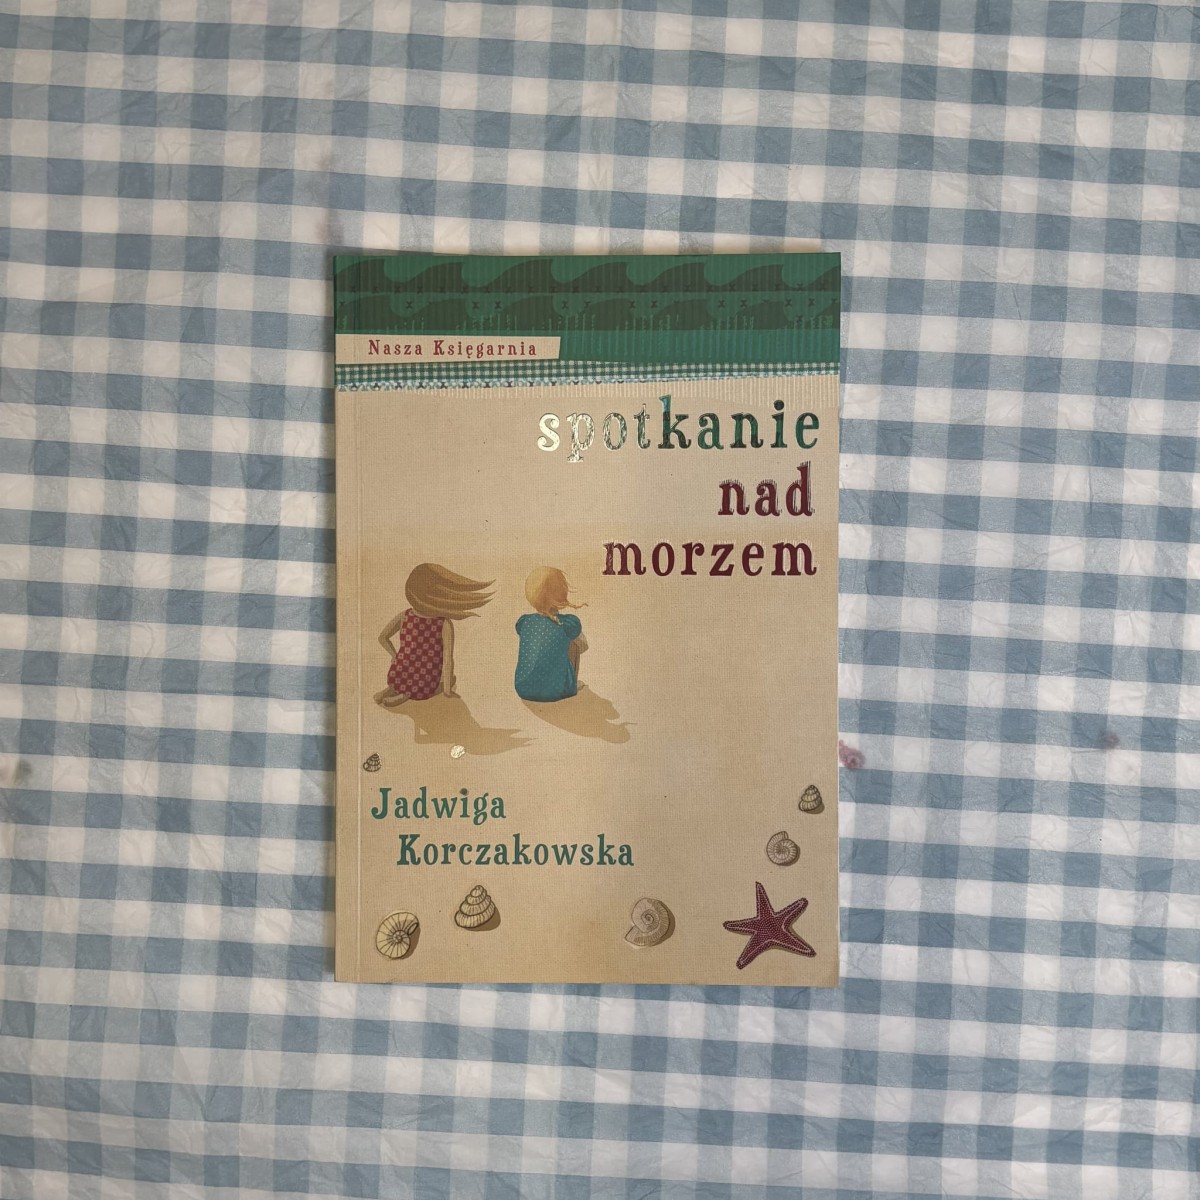 Nasza Księgarnia
spotkanie
nad
morzem
Jadwiga
Korczakowska